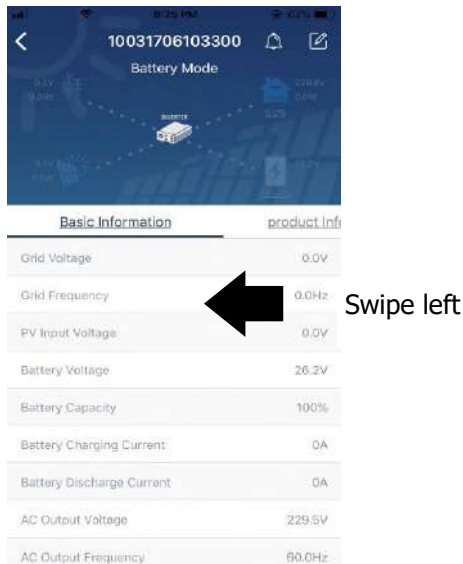 8:25 PM
10031706103300
Battery Mode
INVERTER
Basic Information
product Inf
Grid Voltage 0.0V
Grid Frequency 0.0Hz
Swipe left
PV Input Voltage 0.0V
Battery Voltage 26.2V
Battery Capacity 100%
Battery Charging Current 0A
Battery Discharge Current 0A
AC Output Voltage 229.5V
AC Output Frequency 60.0Hz